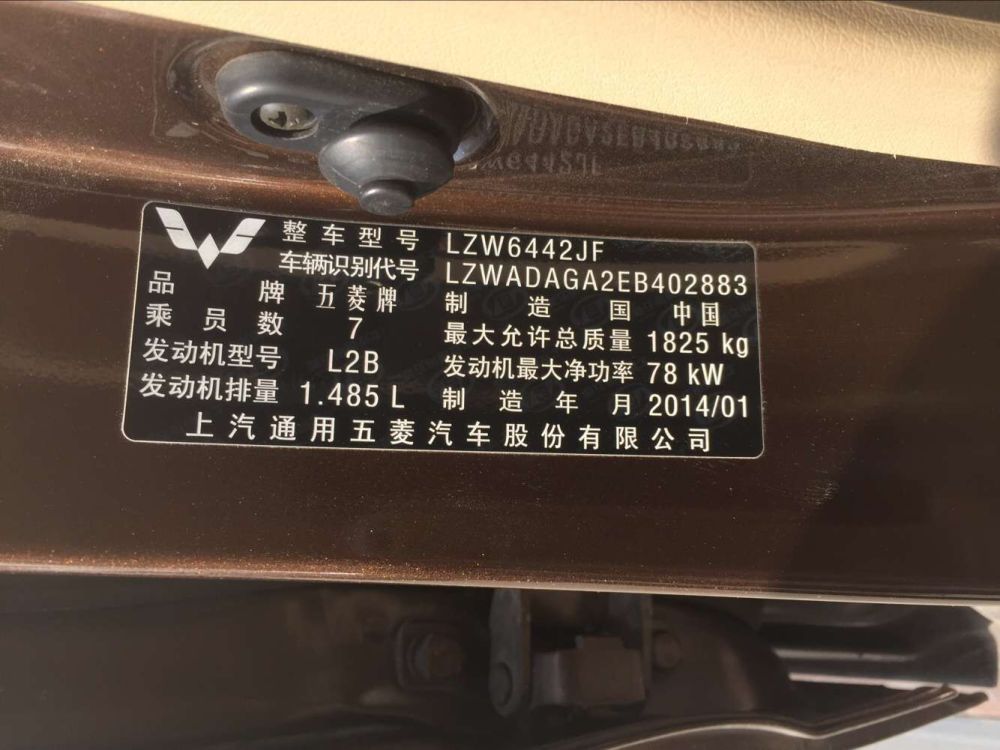 整车型号 LZW6442JF
车辆识别代号 LZWADAGA2EB402883
品牌 五菱牌 制造国 中国
乘员数 7 最大允许总质量 1825 kg
发动机型号 L2B 发动机最大净功率 78 kW
发动机排量 1.485 L 制造年月 2014/01
上汽通用五菱汽车股份有限公司